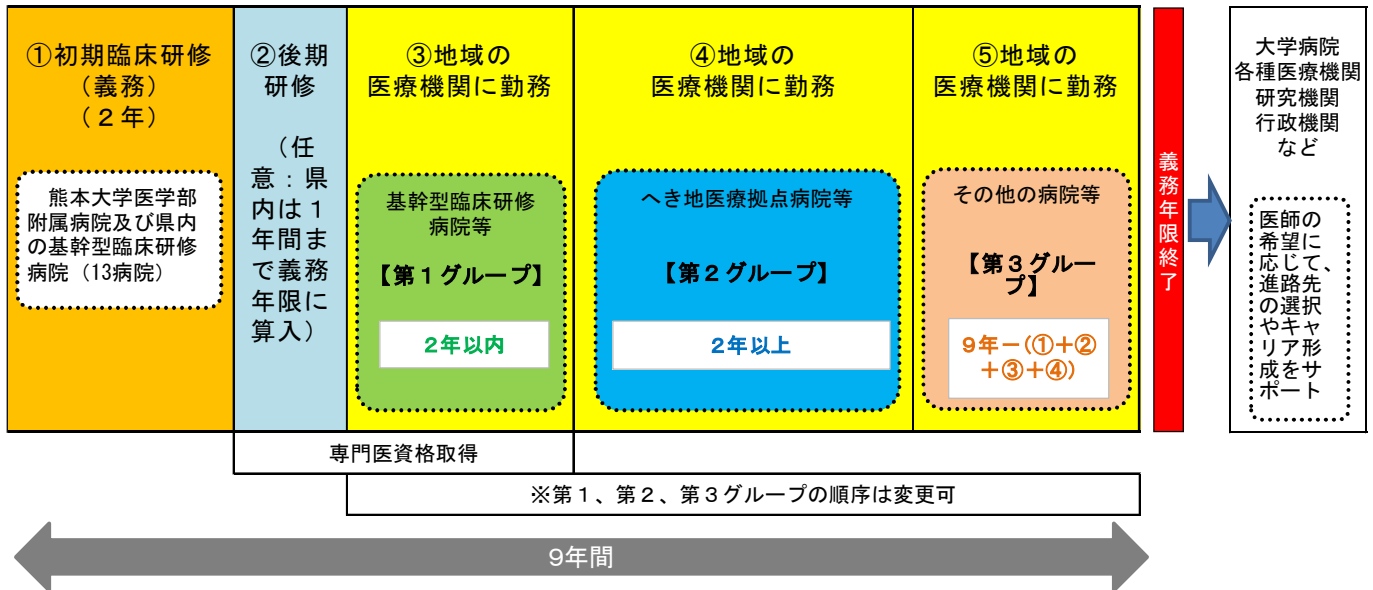 ①初期臨床研修
(義務)
(2年)
熊本大学医学部
附属病院及び県内
の基幹型臨床研修
病院(13病院)
②後期
研修
(任
意:県
内は1
年間ま
で義務
年限に
算入)
③地域の
医療機関に勤務
基幹型臨床研修
病院等
【第1グループ】
2年以内
④地域の
医療機関に勤務
へき地医療拠点病院等
【第2グループ】
2年以上
⑤地域の
医療機関に勤務
その他の病院等
【第3グルー
プ】
9年-(①+②
+③+④)
義務年限終了
大学病院
各種医療機関
研究機関
行政機関
など
医師の
希望に
応じて、
進路先
の選択
やキャ
リア形
成をサ
ポート
専門医資格取得
※第1、第2、第3グループの順序は変更可
9年間